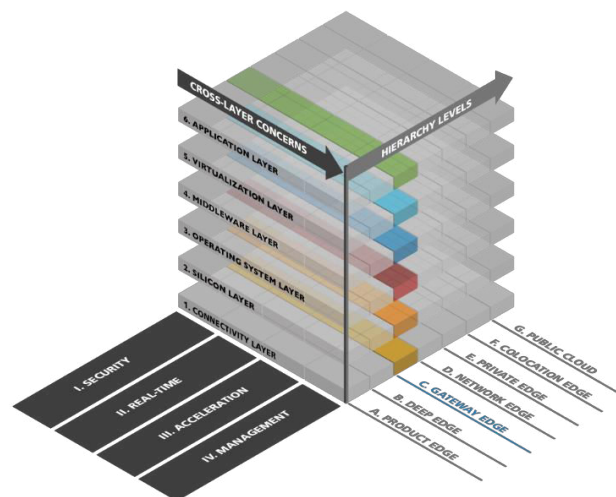 CROSS-LAYER CONCERNS
HIERARCHY LEVELS
6. APPLICATION LAYER
5. VIRTUALIZATION LAYER
4. MIDDLEWARE LAYER
3. OPERATING SYSTEM LAYER
2. SILICON LAYER
1. CONNECTIVITY LAYER
I. SECURITY
II. REAL-TIME
III. ACCELERATION
IV. MANAGEMENT
G. PUBLIC CLOUD
F. COLOCATION EDGE
E. PRIVATE EDGE
D. NETWORK EDGE
C. GATEWAY EDGE
B. DEEP EDGE
A. PRODUCT EDGE